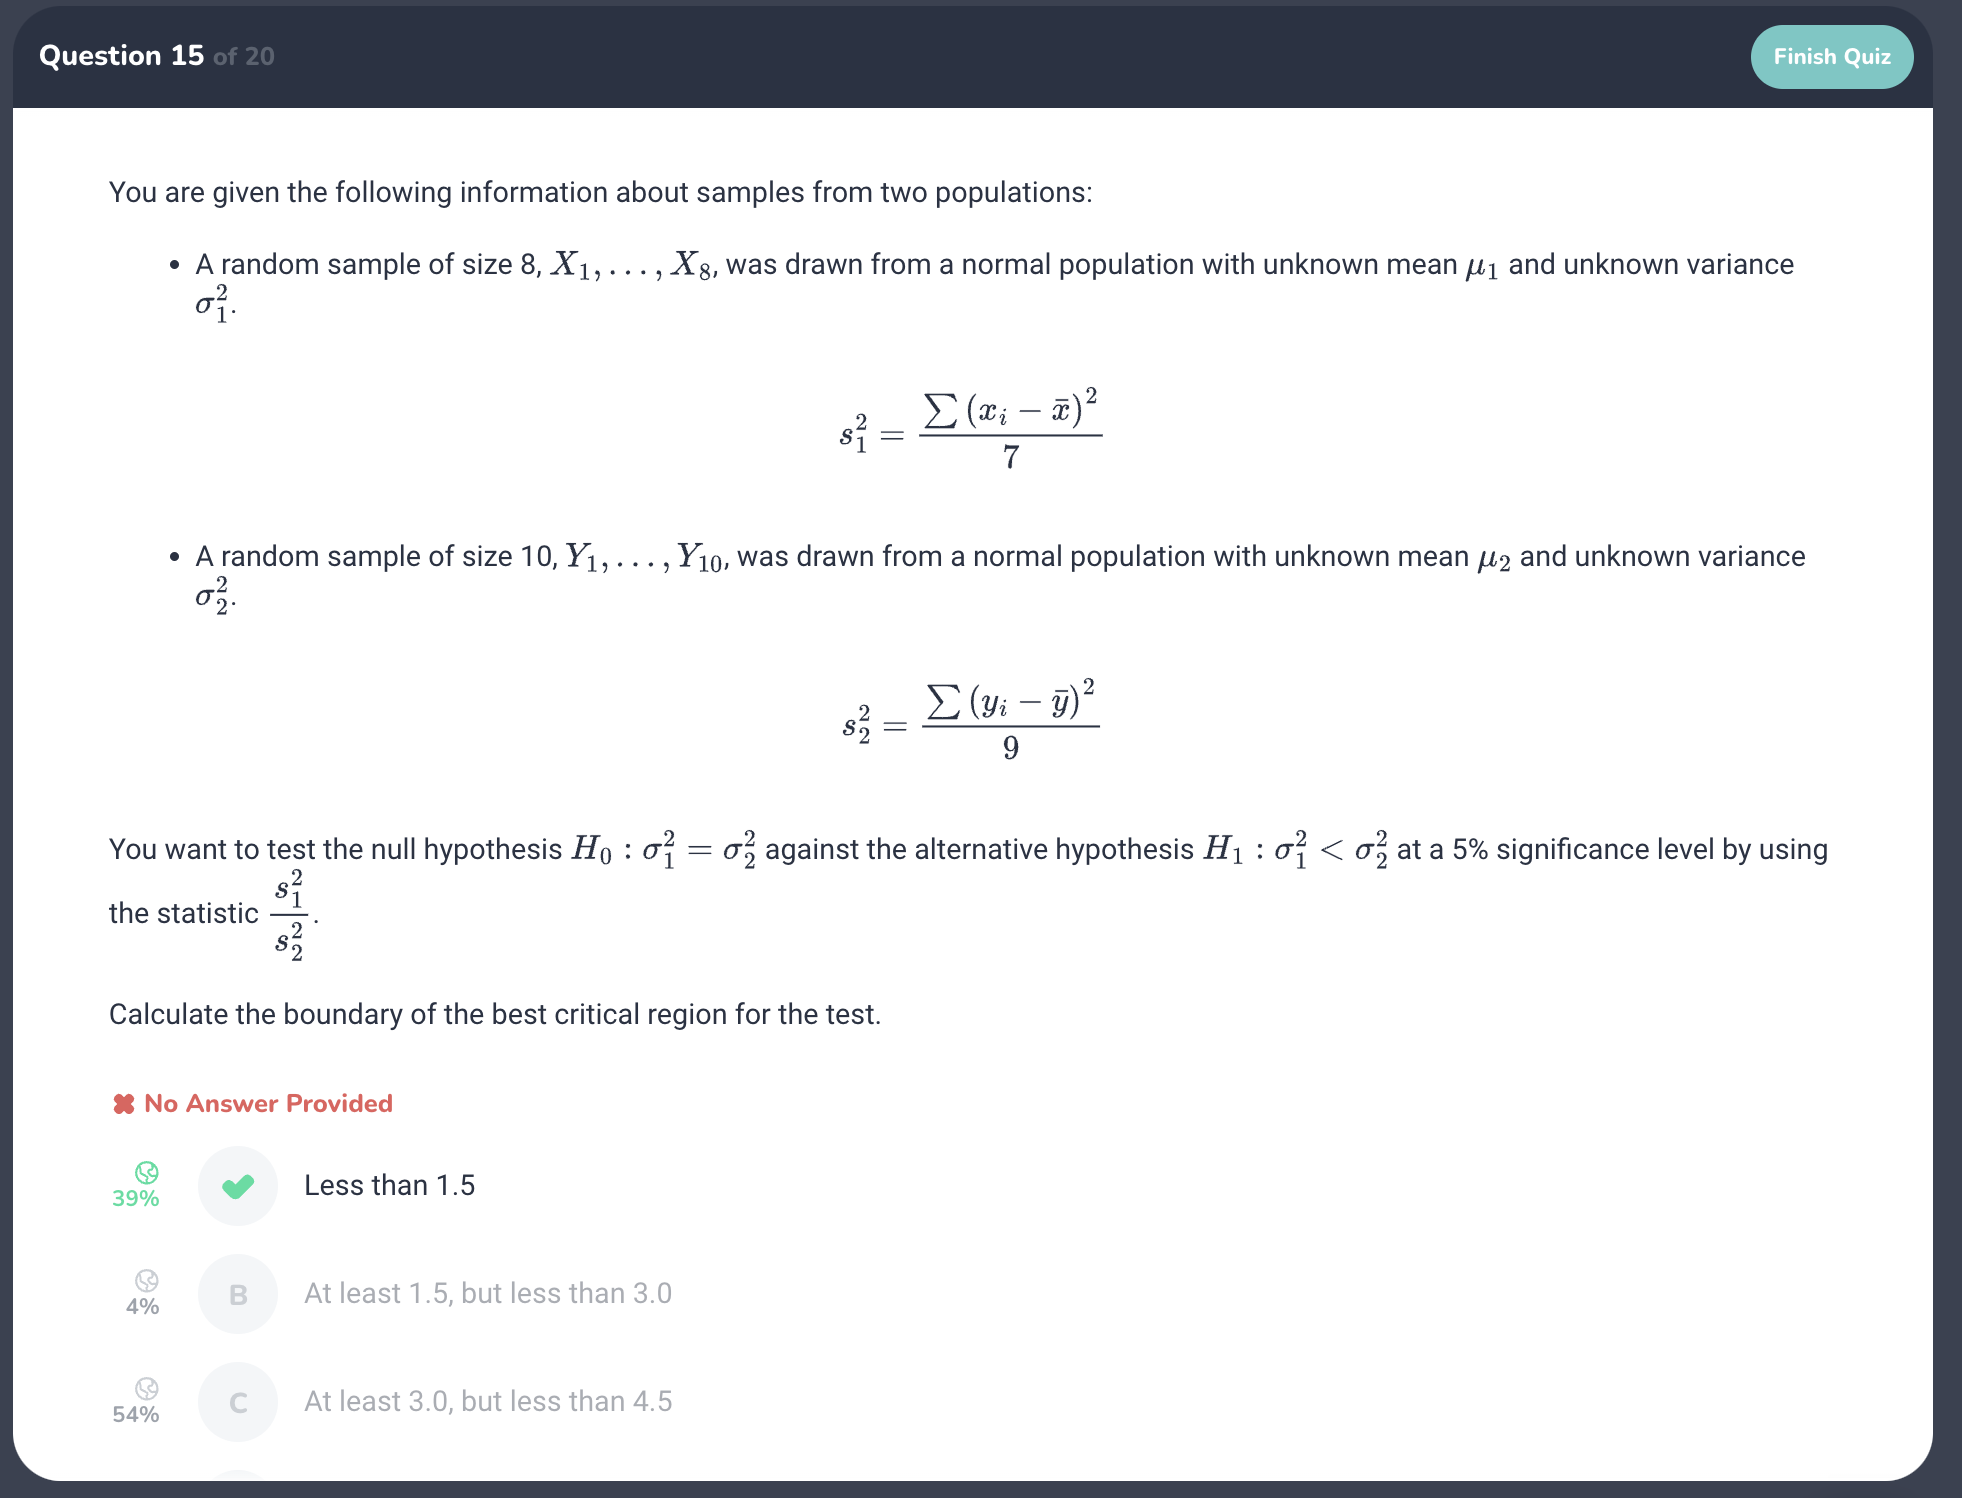 Question 15 of 20
Finish Quiz
You are given the following information about samples from two populations:
• A random sample of size 8, X₁, . . . , X₈, was drawn from a normal population with unknown mean μ₁ and unknown variance
σ₁².
s₁² = ∑ (xᵢ − x̄)² / 7
• A random sample of size 10, Y₁, . . . , Y₁₀, was drawn from a normal population with unknown mean μ₂ and unknown variance
σ₂².
s₂² = ∑ (yᵢ − ȳ)² / 9
You want to test the null hypothesis H₀ : σ₁² = σ₂² against the alternative hypothesis H₁ : σ₁² < σ₂² at a 5% significance level by using
the statistic s₁² / s₂².
Calculate the boundary of the best critical region for the test.
✖ No Answer Provided
39% ✔ Less than 1.5
4% B At least 1.5, but less than 3.0
54% C At least 3.0, but less than 4.5